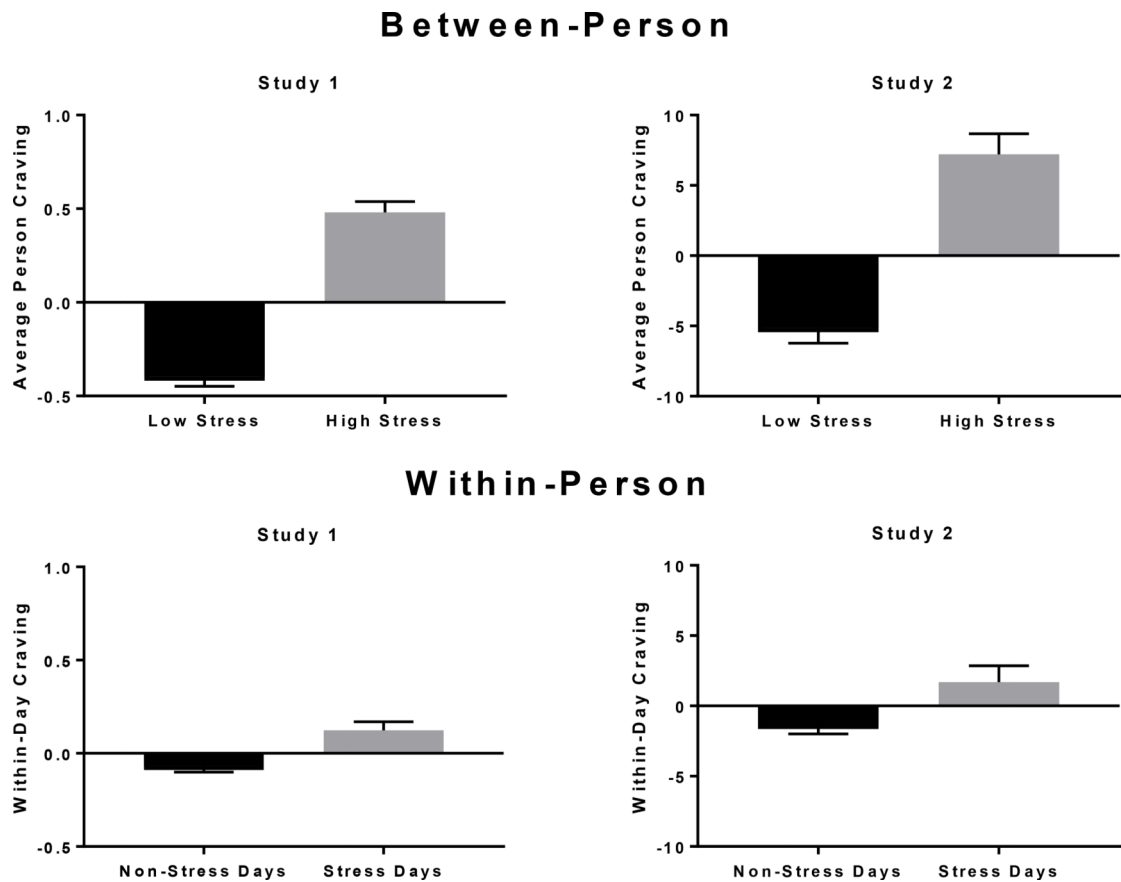 Between-Person
Study 1
Average Person Craving
1.0
0.5
0.0
-0.5
Low Stress High Stress
Study 2
Average Person Craving
10
5
0
-5
-10
Low Stress High Stress
Within-Person
Study 1
Within-Day Craving
1.0
0.5
0.0
-0.5
Non-Stress Days Stress Days
Study 2
Within-Day Craving
10
5
0
-5
-10
Non-Stress Days Stress Days